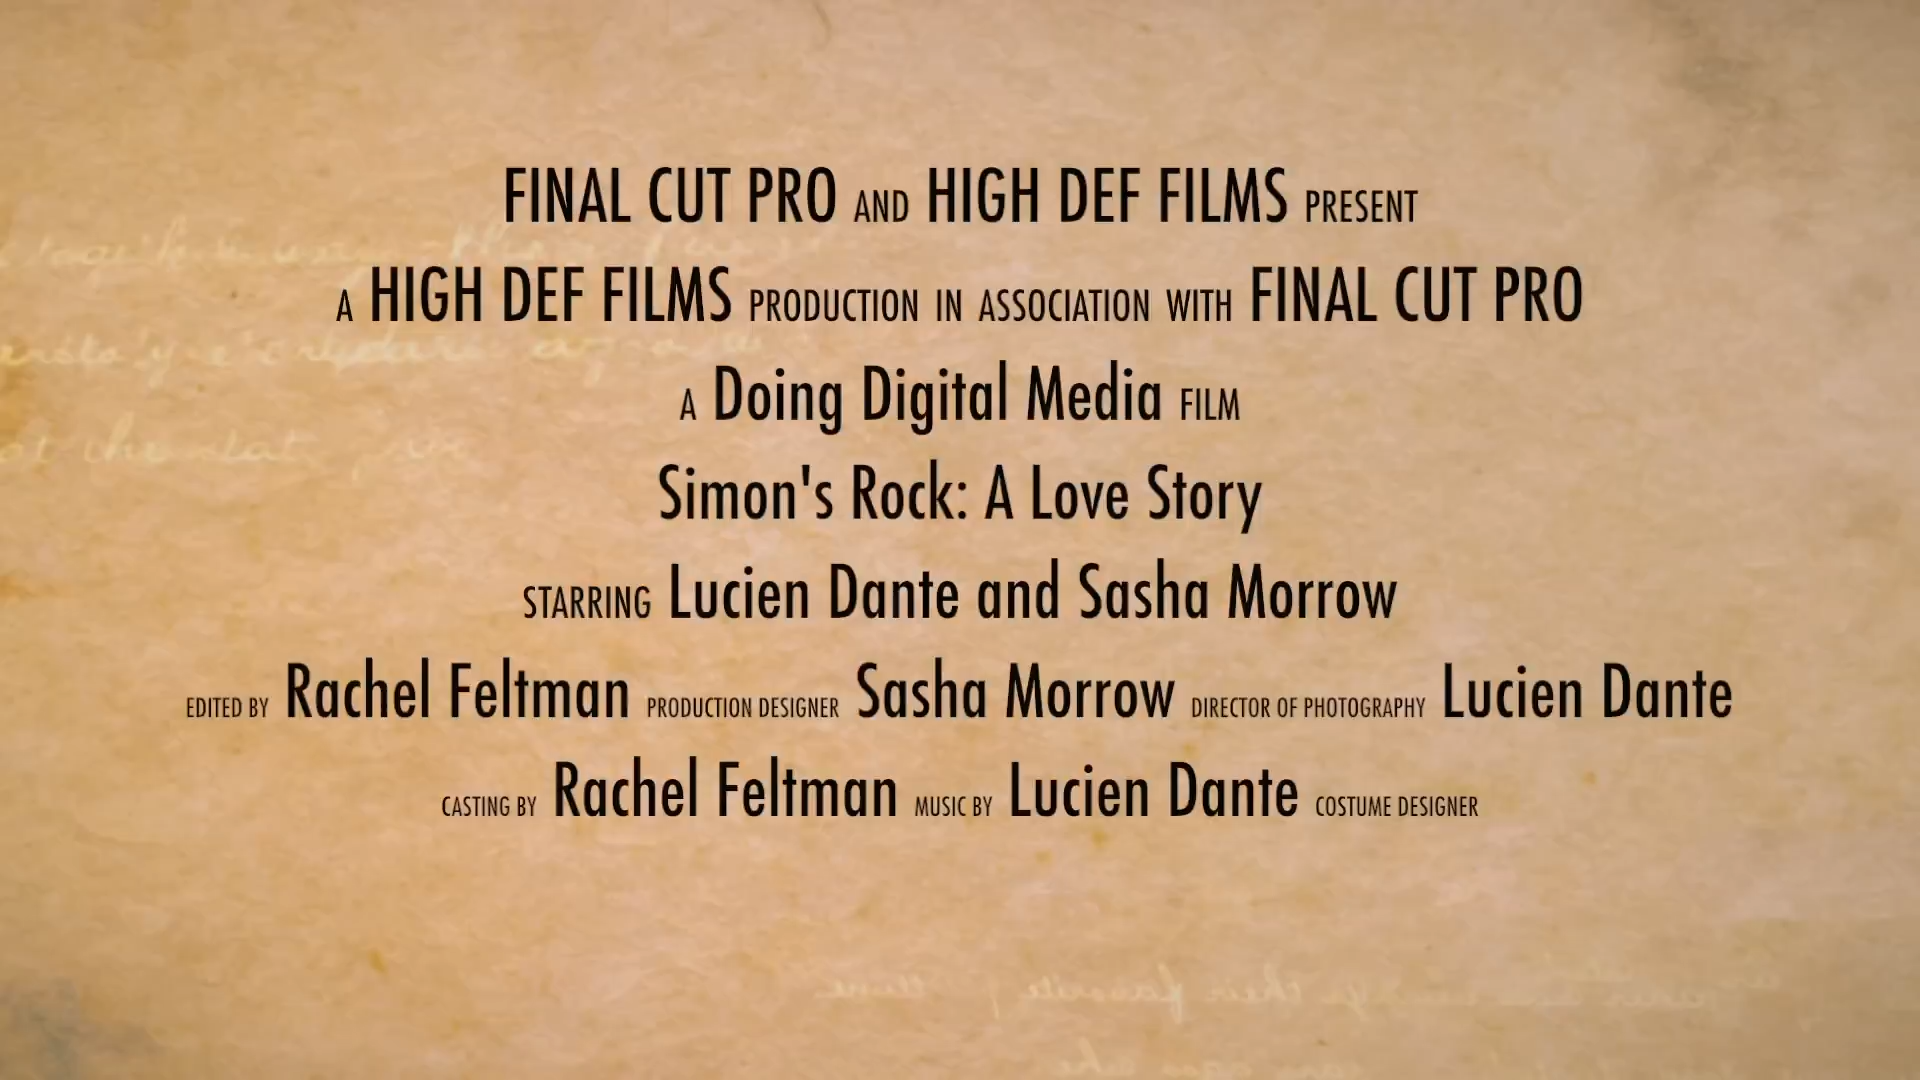 FINAL CUT PRO AND HIGH DEF FILMS PRESENT
A HIGH DEF FILMS PRODUCTION IN ASSOCIATION WITH FINAL CUT PRO
A Doing Digital Media FILM
Simon's Rock: A Love Story
STARRING Lucien Dante and Sasha Morrow
EDITED BY Rachel Feltman PRODUCTION DESIGNER Sasha Morrow DIRECTOR OF PHOTOGRAPHY Lucien Dante
CASTING BY Rachel Feltman MUSIC BY Lucien Dante COSTUME DESIGNER